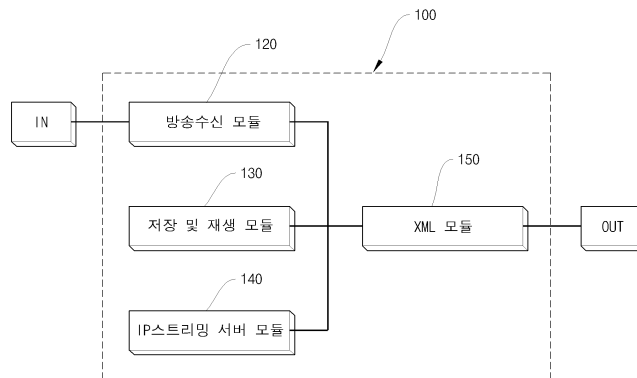 100
120
IN
방송수신 모듈
130
150
저장 및 재생 모듈
XML 모듈
OUT
140
IP스트리밍 서버 모듈